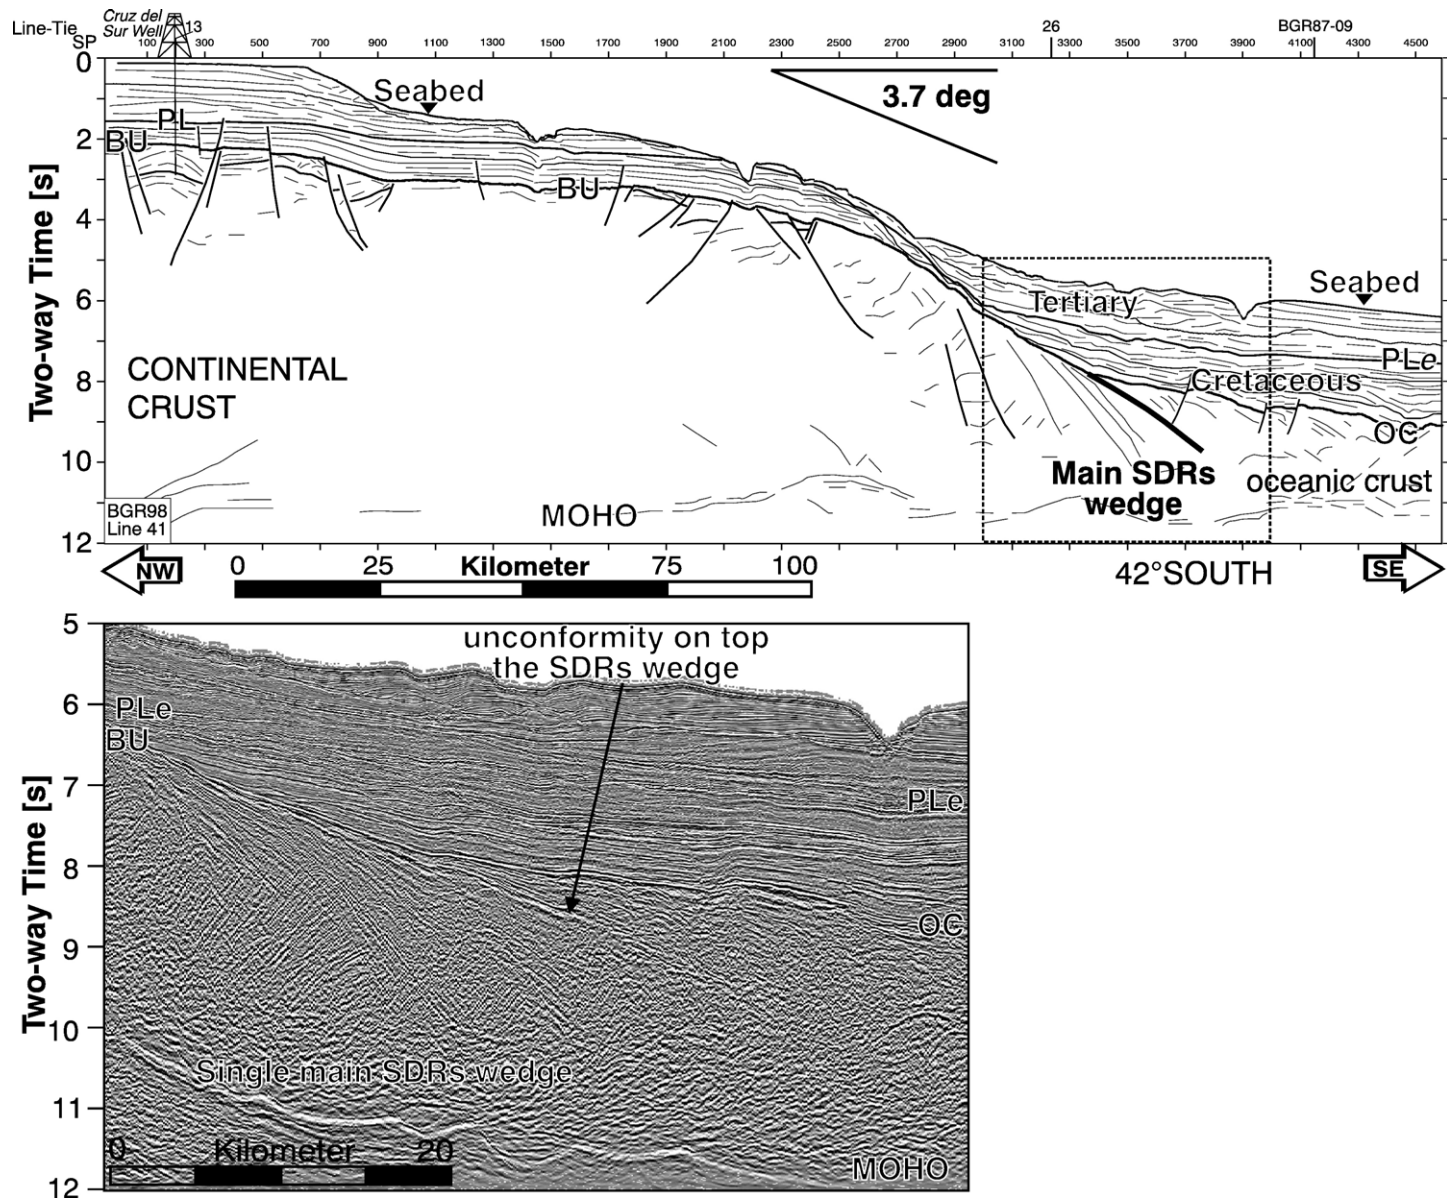 Cruz del
Line-Tie Sur Well 13 26 BGR87-09
SP 100 300 500 700 900 1100 1300 1500 1700 1900 2100 2300 2500 2700 2900 3100 3300 3500 3700 3900 4100 4300 4500
0
Seabed
3.7 deg
PL
2
BU
BU
4
Two-way Time [s]
Seabed
6
Tertiary
PLe
CONTINENTAL
CRUST
8
Cretaceous
OC
10
Main SDRs
wedge
oceanic crust
BGR98
Line 41
MOHO
12
NW
0 25 Kilometer 75 100
42°SOUTH
SE
5
unconformity on top
the SDRs wedge
6
PLe
BU
7
PLe
Two-way Time [s]
8
OC
9
10
Single main SDRs wedge
11
0 Kilometer 20
MOHO
12